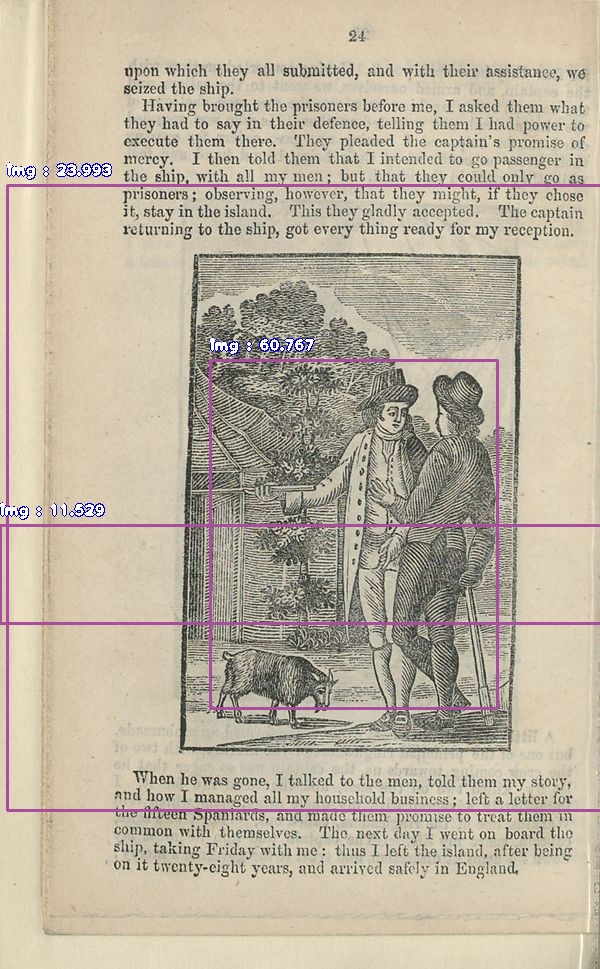 24
upon which they all submitted, and with their assistance, we
seized the ship.
Having brought the prisoners before me, I asked them what
they had to say in their defence, telling them I had power to
execute them there. They pleaded the captain's promise of
mercy. I then told them that I intended to go passenger in
the ship, with all my men; but that they could only go as
img : 23.993
prisoners; observing, however, that they might, if they chose
it, stay in the island. This they gladly accepted. The captain
returning to the ship, got every thing ready for my reception.
img : 60.767
img : 11.529
When he was gone, I talked to the men, told them my story,
and how I managed all my household business; left a letter for
the fifteen Spaniards, and made them promise to treat them in
common with themselves. The next day I went on board the
ship, taking Friday with me: thus I left the island, after being
on it twenty-eight years, and arrived safely in England.